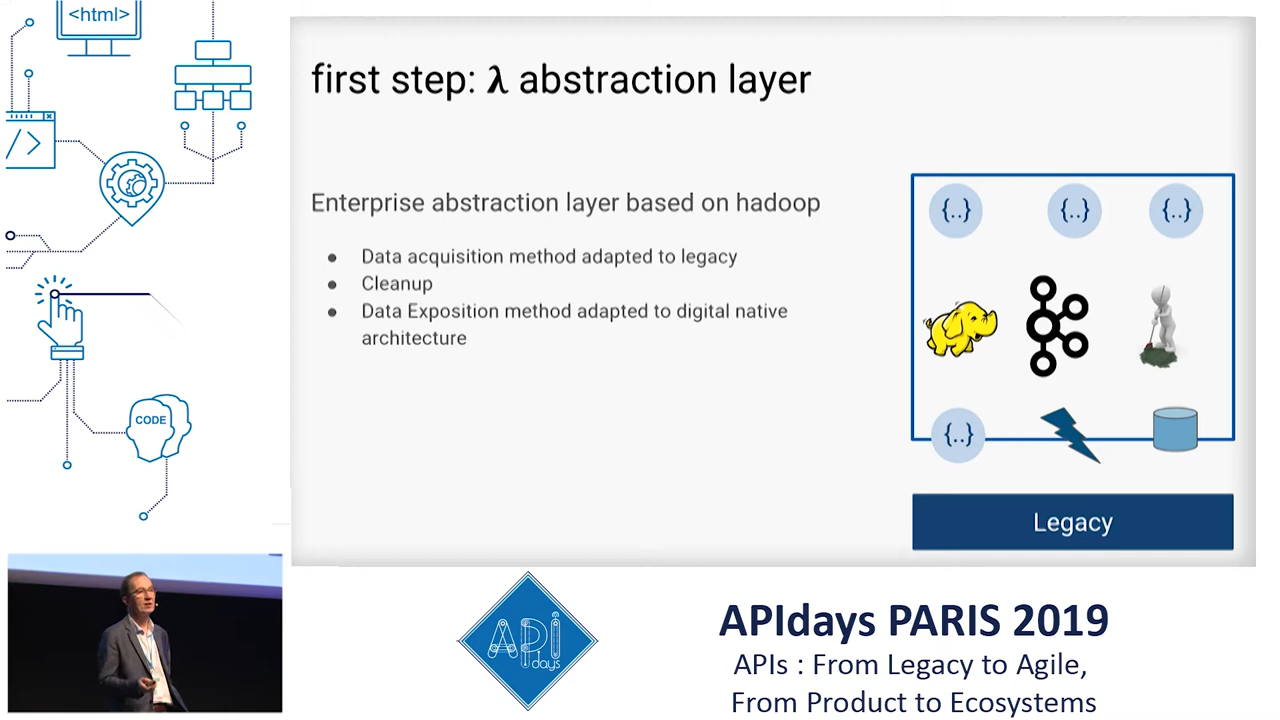 <html>
</>
CODE
first step: λ abstraction layer
Enterprise abstraction layer based on hadoop
● Data acquisition method adapted to legacy
● Cleanup
● Data Exposition method adapted to digital native
architecture
{..} {..} {..}
{..}
Legacy
API
days
APIdays PARIS 2019
APIs : From Legacy to Agile,
From Product to Ecosystems